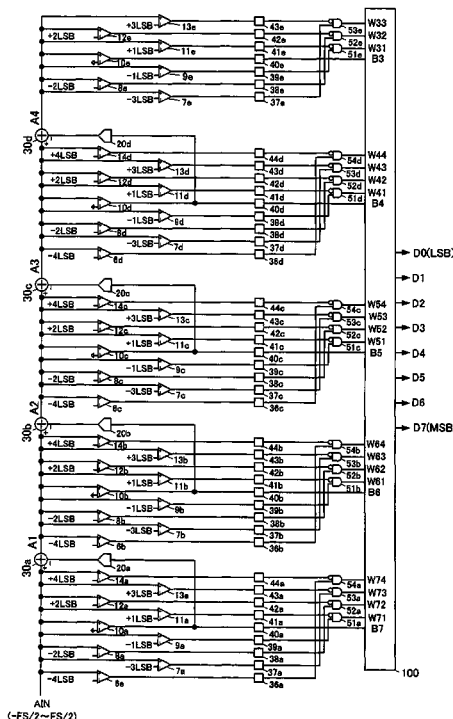 +3LSB 13e 43e 53e W33
+2LSB 12e 42e 52e W32
+1LSB 11e 41e W31
10e 40e 51e B3
-1LSB 9e 39e
-2LSB 8e 38e
-3LSB 7e 37e
A4
30d 20d
+4LSB 14d 44d 54d W44
+3LSB 13d 43d 53d W43
+2LSB 12d 42d 52d W42
+1LSB 11d 41d 51d W41
10d 40d B4
-1LSB 9d 39d
-2LSB 8d 38d
-3LSB 7d 37d
-4LSB 6d 36d
A3
30c 20c
+4LSB 14c 44c 54c W54
+3LSB 13c 43c 53c W53
+2LSB 12c 42c 52c W52
+1LSB 11c 41c 51c W51
10c 40c B5
-1LSB 9c 39c
-2LSB 8c 38c
-3LSB 7c 37c
-4LSB 6c 36c
A2
30b 20b
+4LSB 14b 44b 54b W64
+3LSB 13b 43b 53b W63
+2LSB 12b 42b 52b W62
+1LSB 11b 41b 51b W61
10b 40b B6
-1LSB 9b 39b
-2LSB 8b 38b
-3LSB 7b 37b
-4LSB 6b 36b
A1
30a 20a
+4LSB 14a 44a 54a W74
+3LSB 13a 43a 53a W73
+2LSB 12a 42a 52a W72
+1LSB 11a 41a 51a W71
10a 40a B7
-1LSB 9a 39a
-2LSB 8a 38a
-3LSB 7a 37a
-4LSB 6a 36a
AIN
(-FS/2~FS/2)
D0(LSB)
D1
D2
D3
D4
D5
D6
D7(MSB
100